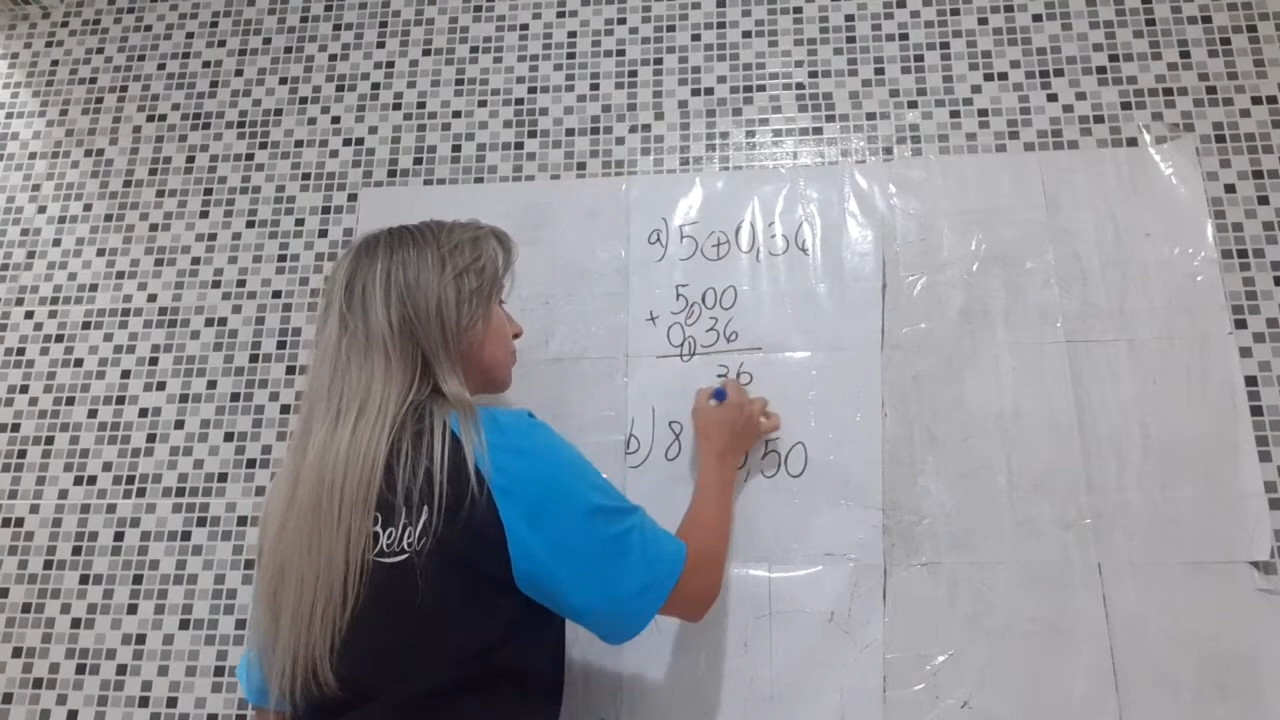 a) 5 + 0,36
5,00
+ 0,36
36
b) 8 ,50
Betel